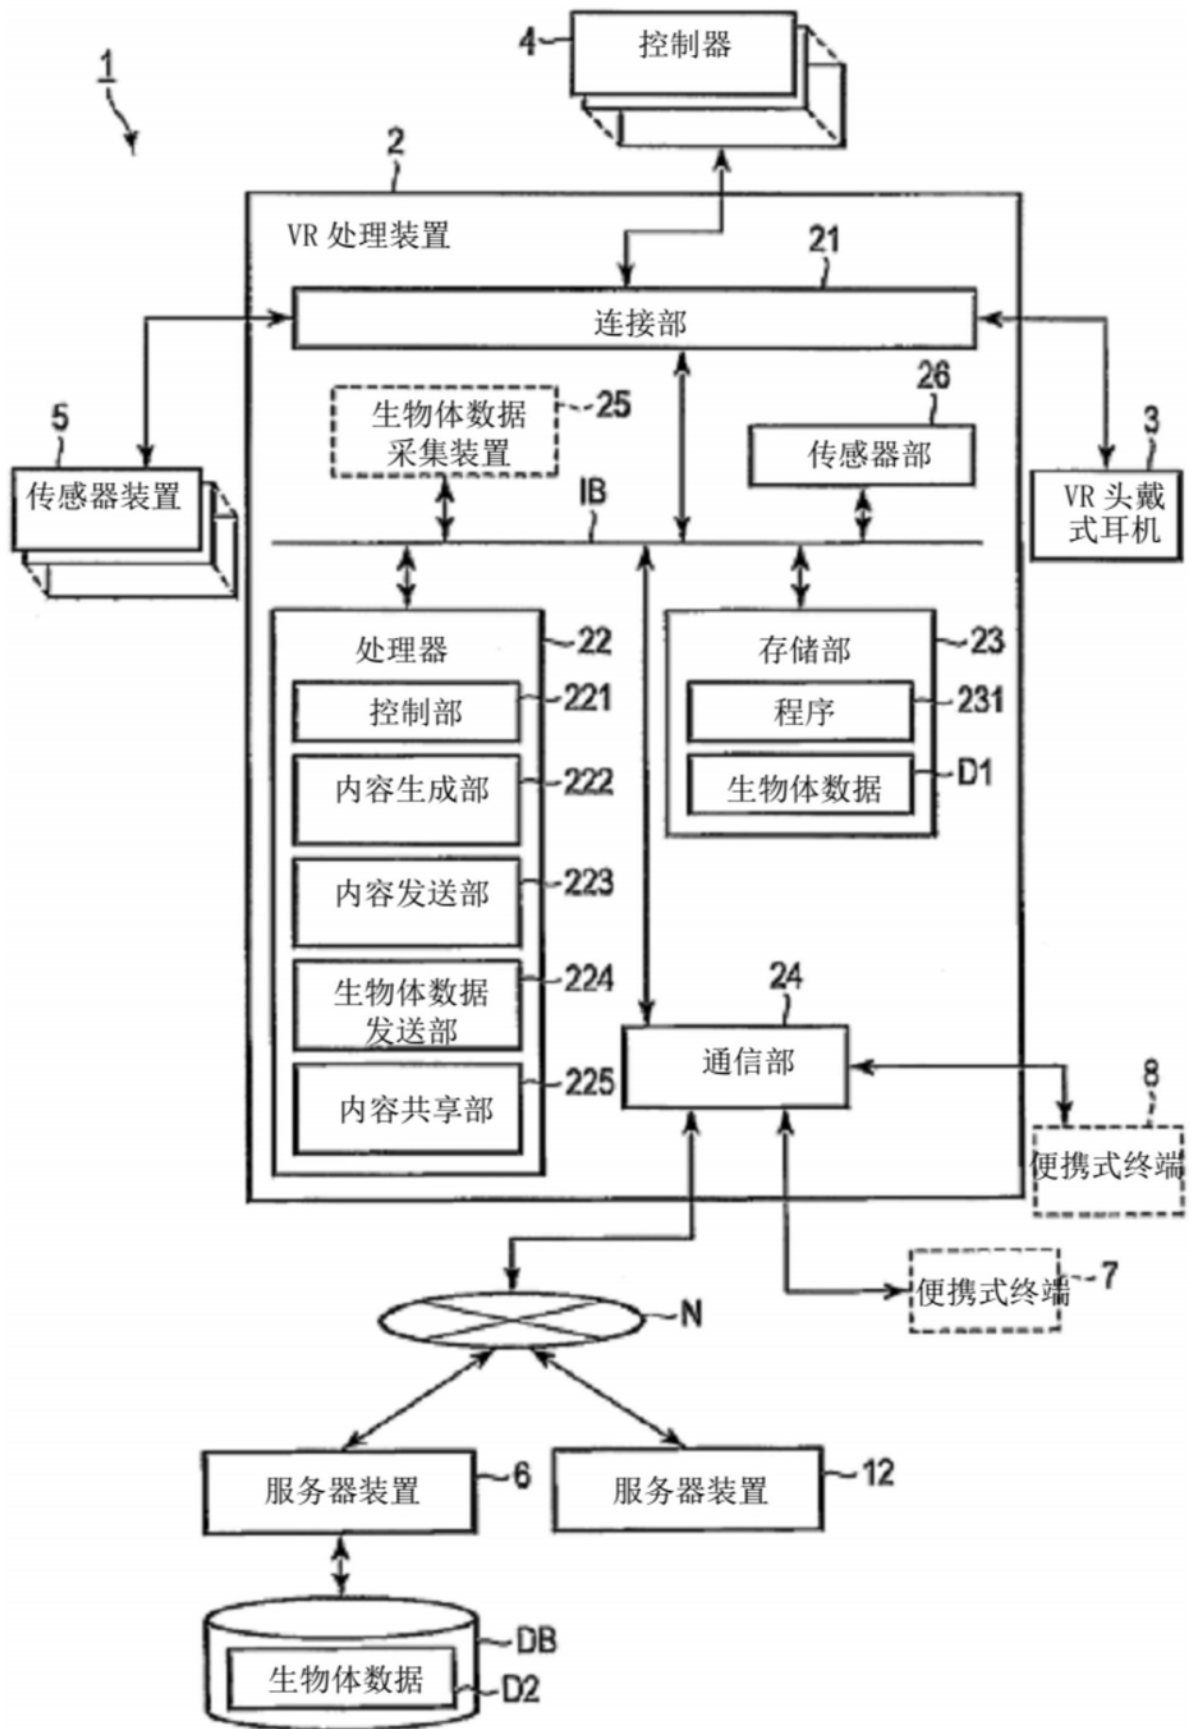 1
4
控制器
2
VR 处理装置
21
连接部
5
传感器装置
生物体数据
采集装置
25
26
传感器部
3
VR 头戴
式耳机
IB
处理器
22
控制部
221
内容生成部
222
内容发送部
223
生物体数据
发送部
224
内容共享部
225
存储部
23
程序
231
生物体数据
D1
24
通信部
8
便携式终端
便携式终端
7
N
服务器装置
6
服务器装置
12
DB
生物体数据
D2